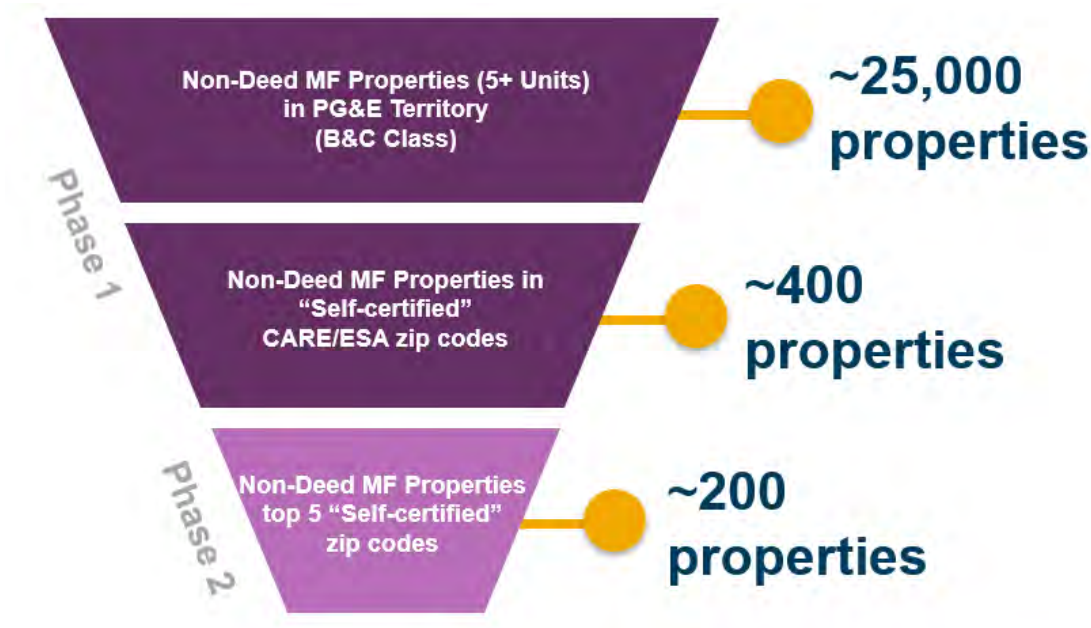 Non-Deed MF Properties (5+ Units)
in PG&E Territory
(B&C Class)
~25,000
properties
Phase 1
Non-Deed MF Properties in
“Self-certified”
CARE/ESA zip codes
~400
properties
Non-Deed MF Properties
top 5 “Self-certified”
zip codes
~200
properties
Phase 2